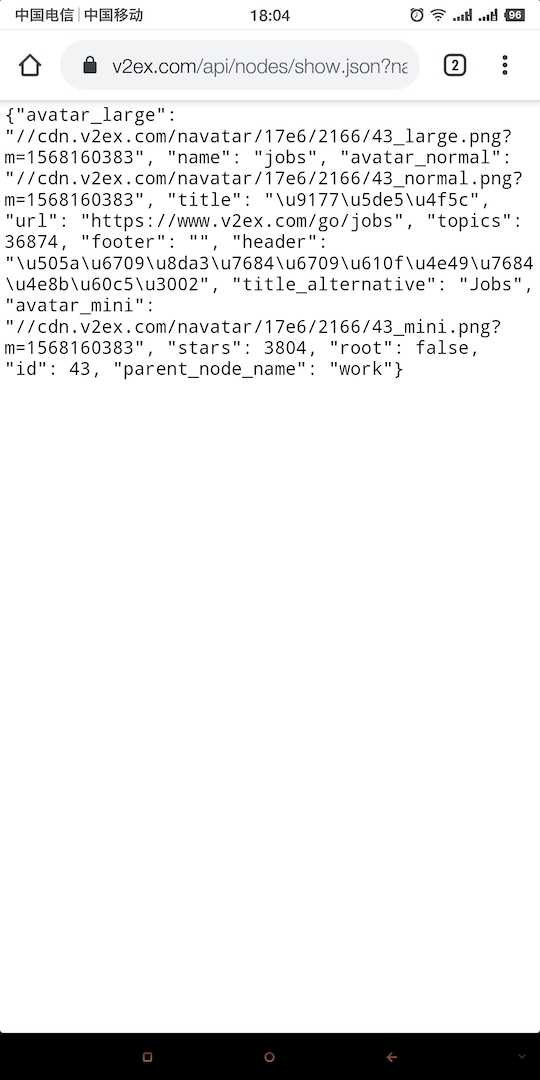 中国电信 中国移动 18:04 96
v2ex.com/api/nodes/show.json?na 2
{"avatar_large":
"//cdn.v2ex.com/navatar/17e6/2166/43_large.png?
m=1568160383", "name": "jobs", "avatar_normal":
"//cdn.v2ex.com/navatar/17e6/2166/43_normal.png?
m=1568160383", "title": "\u9177\u5de5\u4f5c",
"url": "https://www.v2ex.com/go/jobs", "topics":
36874, "footer": "", "header":
"\u505a\u6709\u8da3\u7684\u6709\u610f\u4e49\u7684
\u4e8b\u60c5\u3002", "title_alternative": "Jobs",
"avatar_mini":
"//cdn.v2ex.com/navatar/17e6/2166/43_mini.png?
m=1568160383", "stars": 3804, "root": false,
"id": 43, "parent_node_name": "work"}